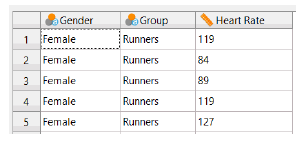 Gender Group Heart Rate
1 Female Runners 119
2 Female Runners 84
3 Female Runners 89
4 Female Runners 119
5 Female Runners 127